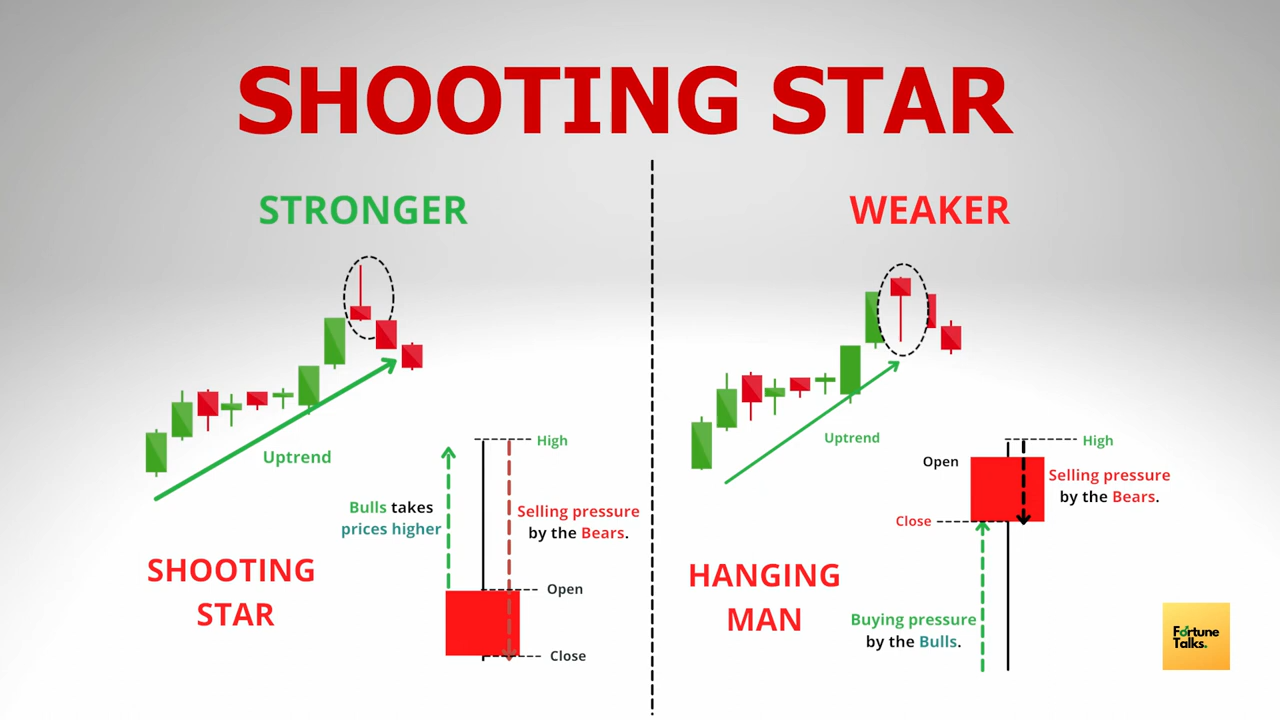 SHOOTING STAR
STRONGER
Uptrend
High
Bulls takes
prices higher
Selling pressure
by the Bears.
SHOOTING
STAR
Open
Close
WEAKER
Uptrend
High
Open
Selling pressure
by the Bears.
Close
HANGING
MAN
Buying pressure
by the Bulls.
Fortune
Talks.